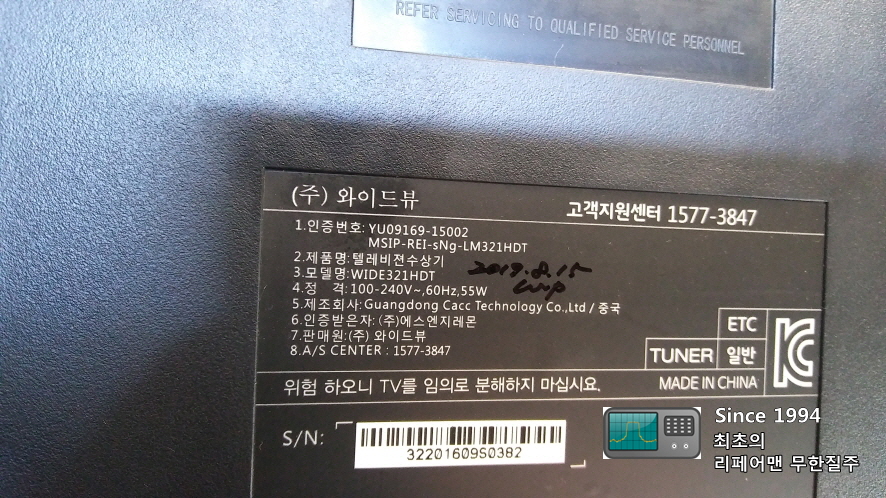 REFER SERVICING TO QUALIFIED SERVICE PERSONNEL
(주) 와이드뷰
고객지원센터 1577-3847
1.인증번호: YU09169-15002
MSIP-REI-sNg-LM321HDT
2.제품명:텔레비젼수상기
3.모델명:WIDE321HDT
2019.8.15
4.정 격:100-240V~,60Hz,55W
5.제조회사:Guangdong Cacc Technology Co.,Ltd / 중국
6.인증받은자: (주)에스엔지레몬
7.판매원:(주) 와이드뷰
8.A/S CENTER : 1577-3847
ETC
TUNER 일반
MADE IN CHINA
위험 하오니 TV를 임의로 분해하지 마십시요.
S/N:
3220160950382
Since 1994
최초의
리페어맨 무한질주